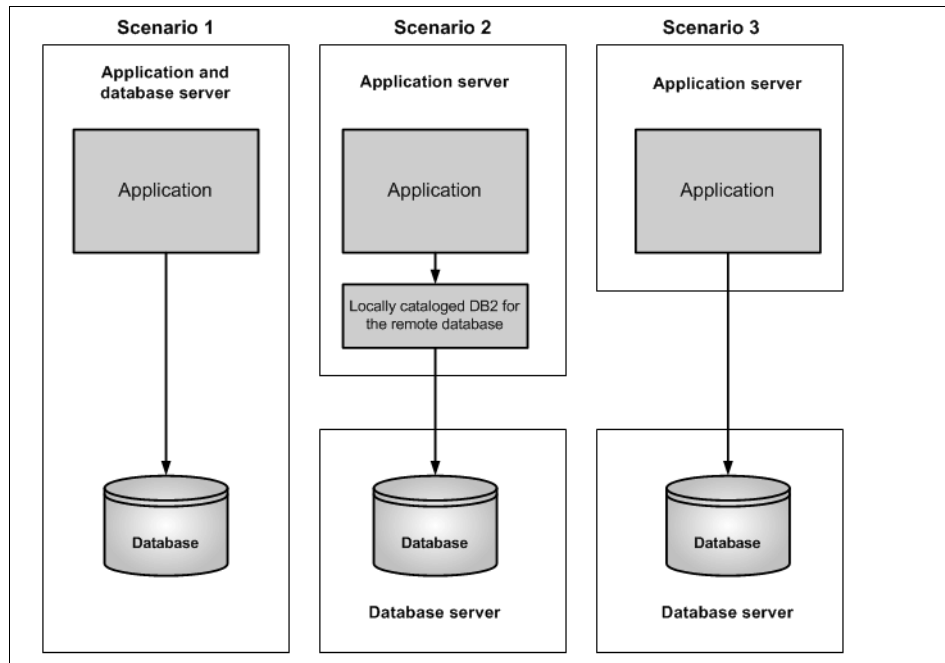 Scenario 1
Application and
database server
Application
Database
Scenario 2
Application server
Application
Locally cataloged DB2 for
the remote database
Database
Database server
Scenario 3
Application server
Application
Database
Database server